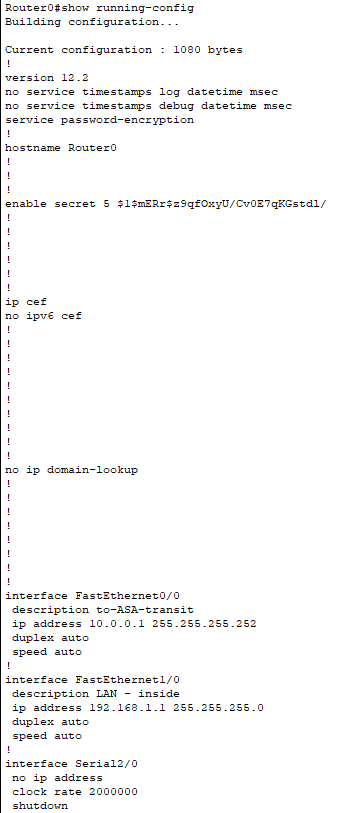 Router0#show running-config
Building configuration...
Current configuration : 1080 bytes
!
version 12.2
no service timestamps log datetime msec
no service timestamps debug datetime msec
service password-encryption
!
hostname Router0
!
!
!
enable secret 5 $1$mERr$z9qfOxyU/Cv0E7qKGstdl/
!
!
!
!
!
!
ip cef
no ipv6 cef
!
!
!
!
!
!
!
!
!
!
no ip domain-lookup
!
!
!
!
!
!
!
!
interface FastEthernet0/0
description to-ASA-transit
ip address 10.0.0.1 255.255.255.252
duplex auto
speed auto
!
interface FastEthernet1/0
description LAN - inside
ip address 192.168.1.1 255.255.255.0
duplex auto
speed auto
!
interface Serial2/0
no ip address
clock rate 2000000
shutdown